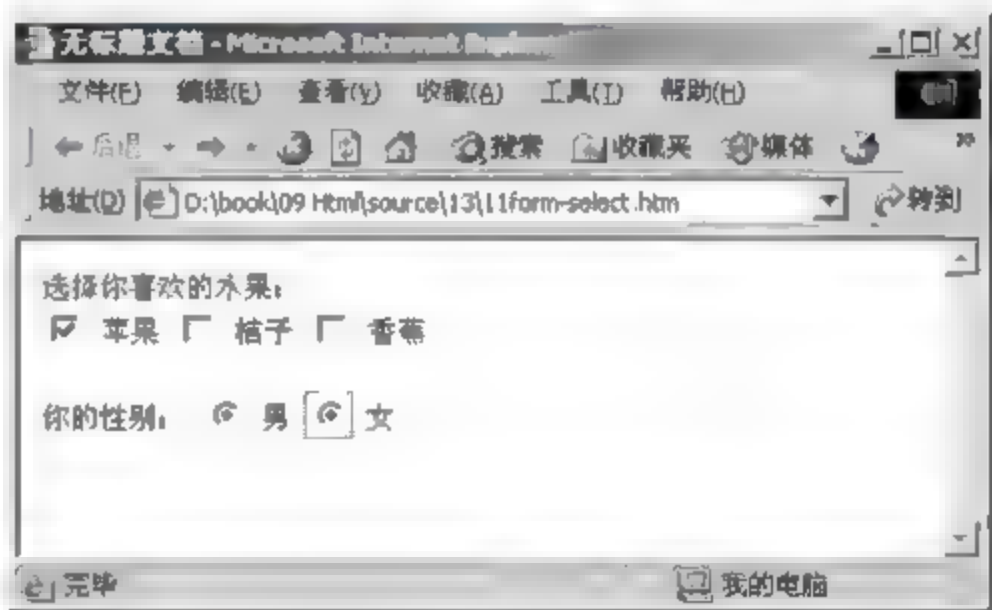 无标题文档 - Microsoft Internet Explorer
文件(F) 编辑(E) 查看(V) 收藏(A) 工具(T) 帮助(H)
后退 搜索 收藏夹 媒体 »
地址(D) D:\book\09 Html\source\13\11form-select.htm 转到
选择你喜欢的水果:
苹果 桔子 香蕉
你的性别: 男 女
完毕 我的电脑